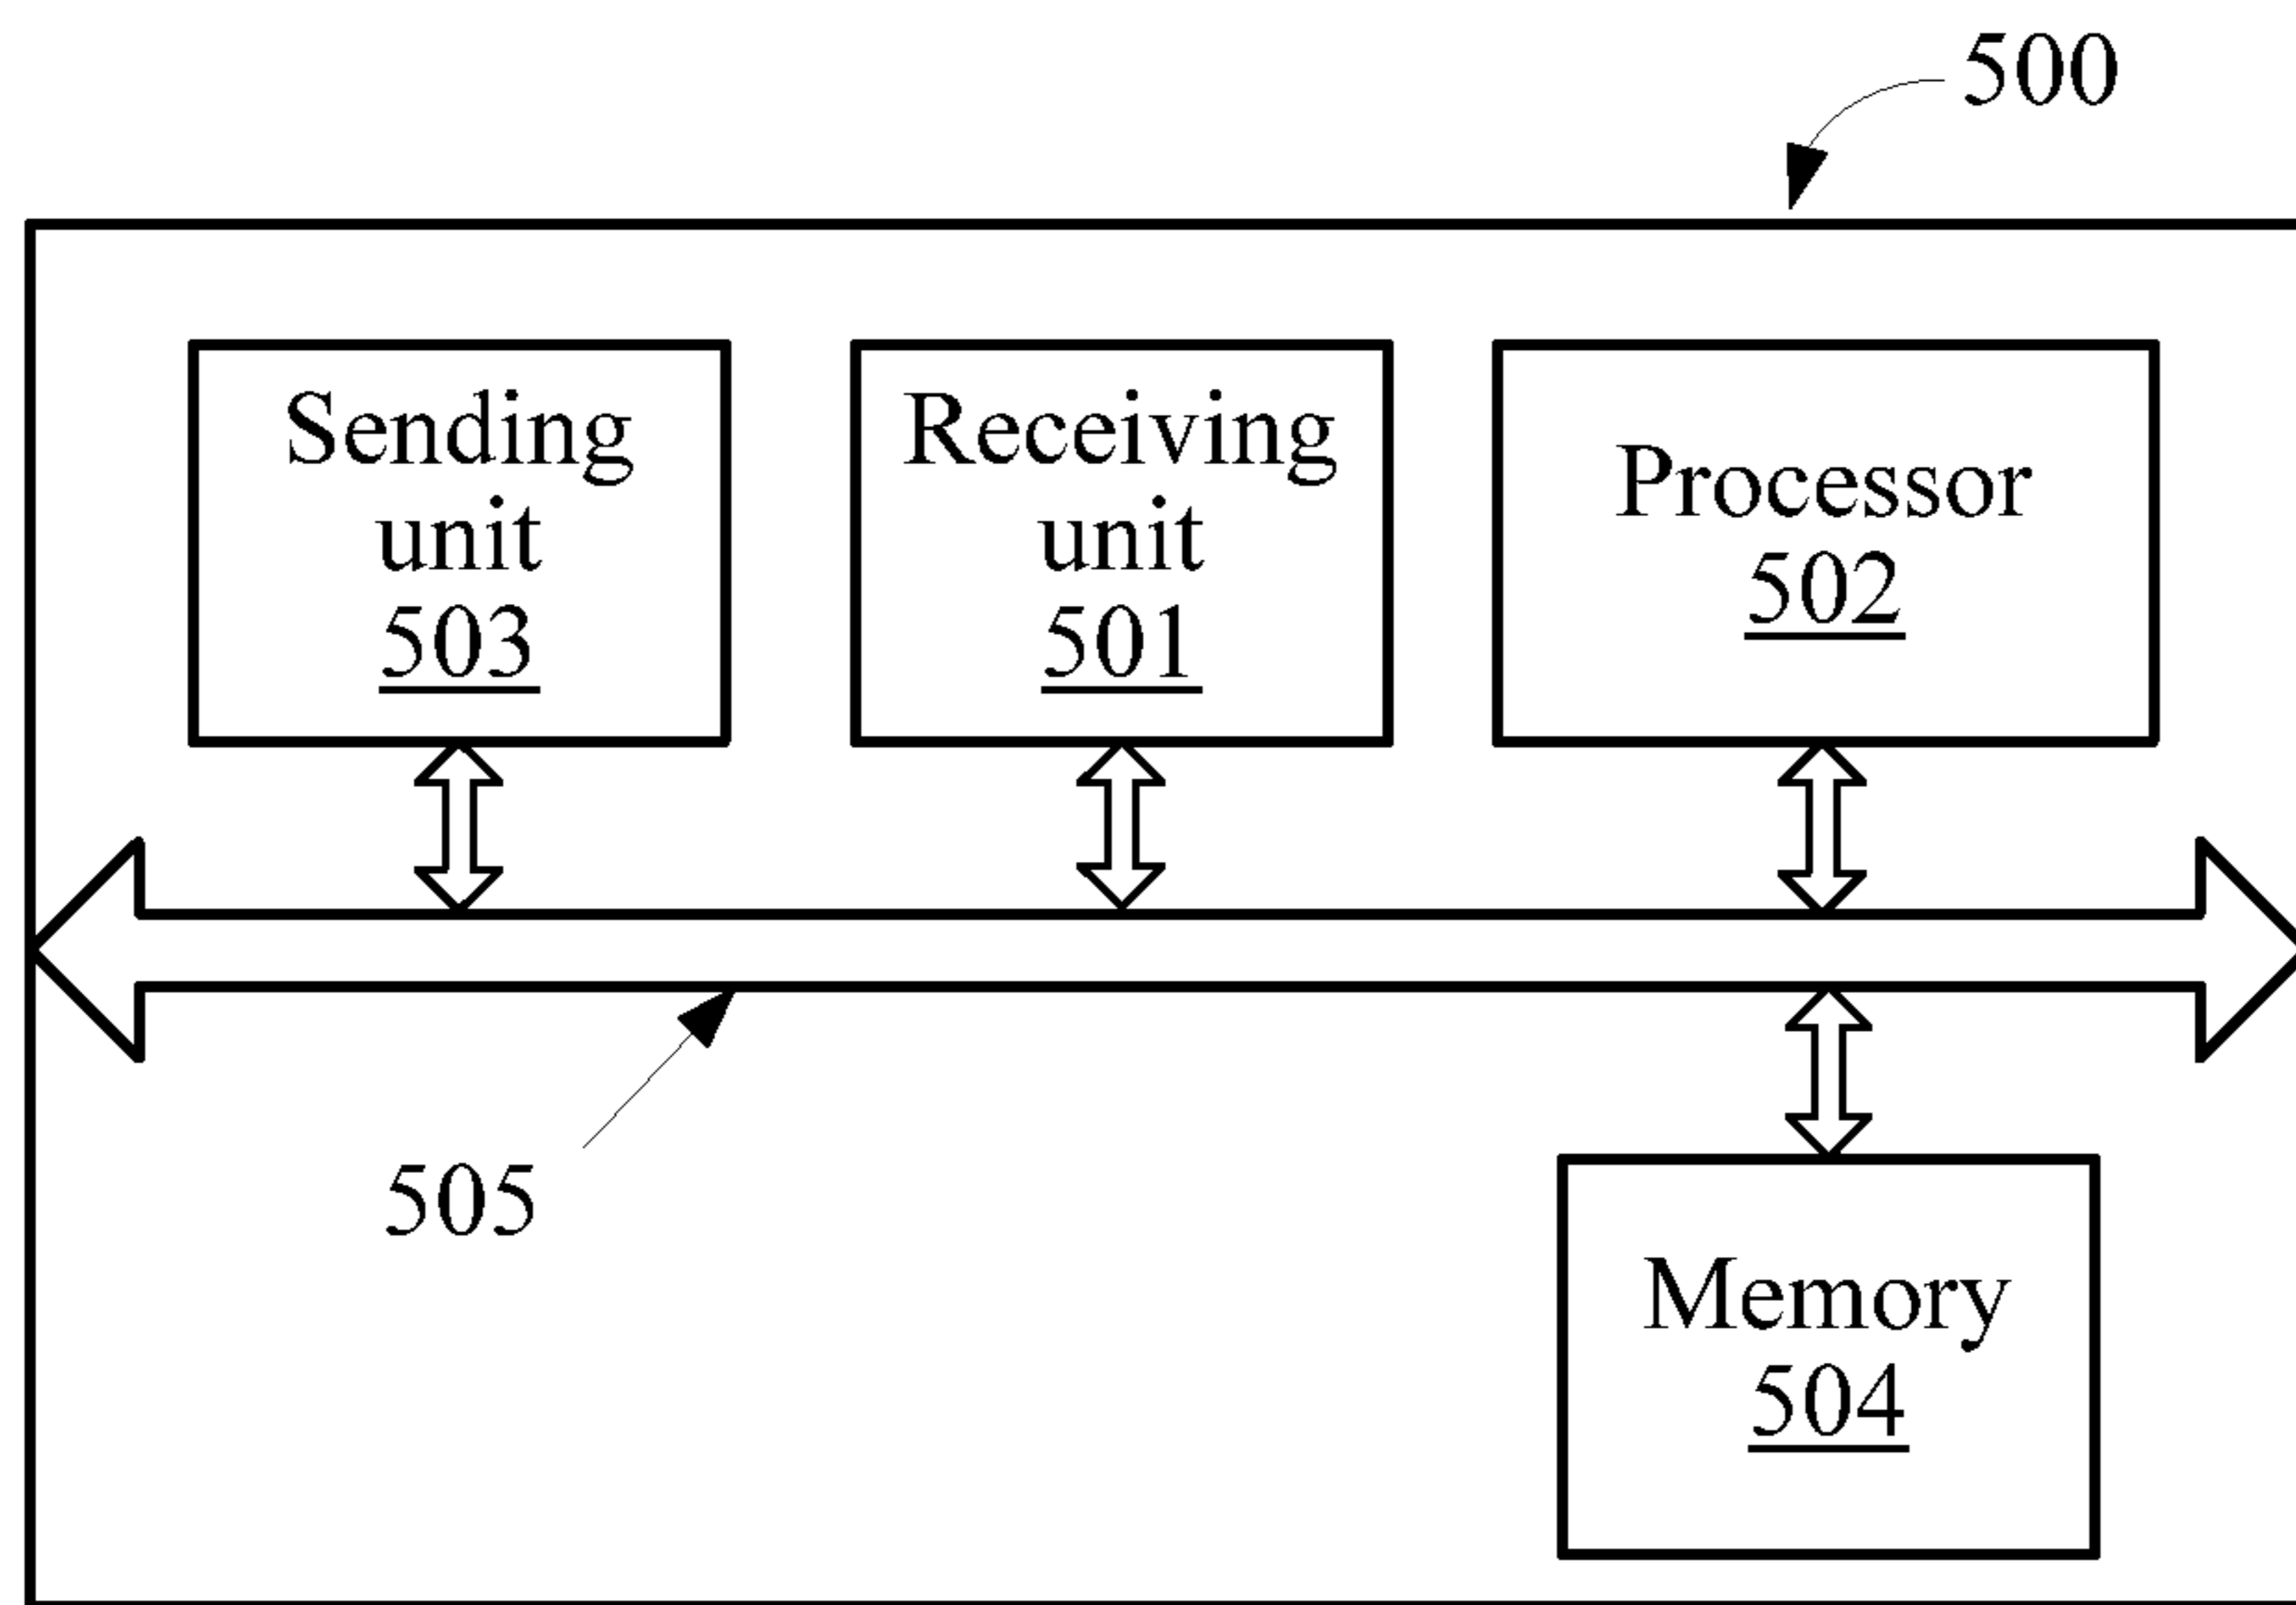 500
Sending
unit
503
Receiving
unit
501
Processor
502
505
Memory
504